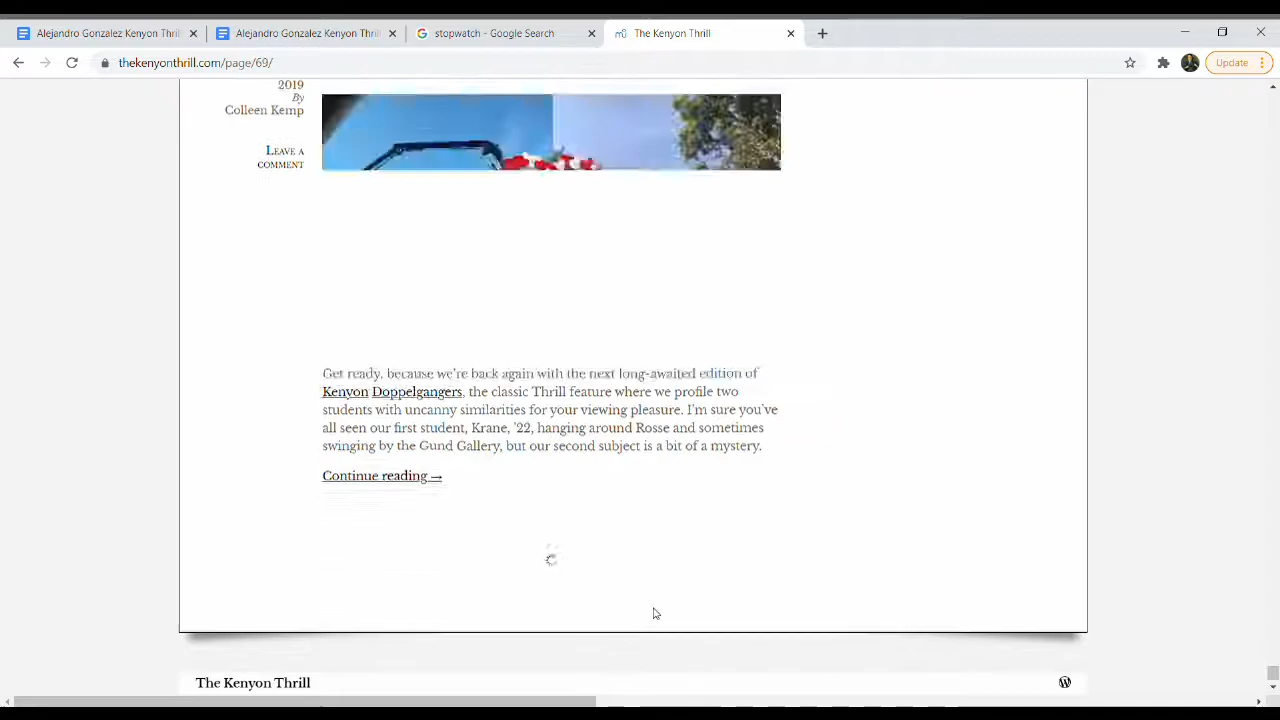 Alejandro Gonzalez Kenyon Thril
Alejandro Gonzalez Kenyon Thril
stopwatch - Google Search
The Kenyon Thrill
thekenyonthrill.com/page/69/
Update
2019
By
Colleen Kemp
Leave a
comment
Get ready, because we're back again with the next long-awaited edition of
Kenyon Doppelgangers, the classic Thrill feature where we profile two
students with uncanny similarities for your viewing pleasure. I'm sure you've
all seen our first student, Krane, '22, hanging around Rosse and sometimes
swinging by the Gund Gallery, but our second subject is a bit of a mystery.
Continue reading →
The Kenyon Thrill